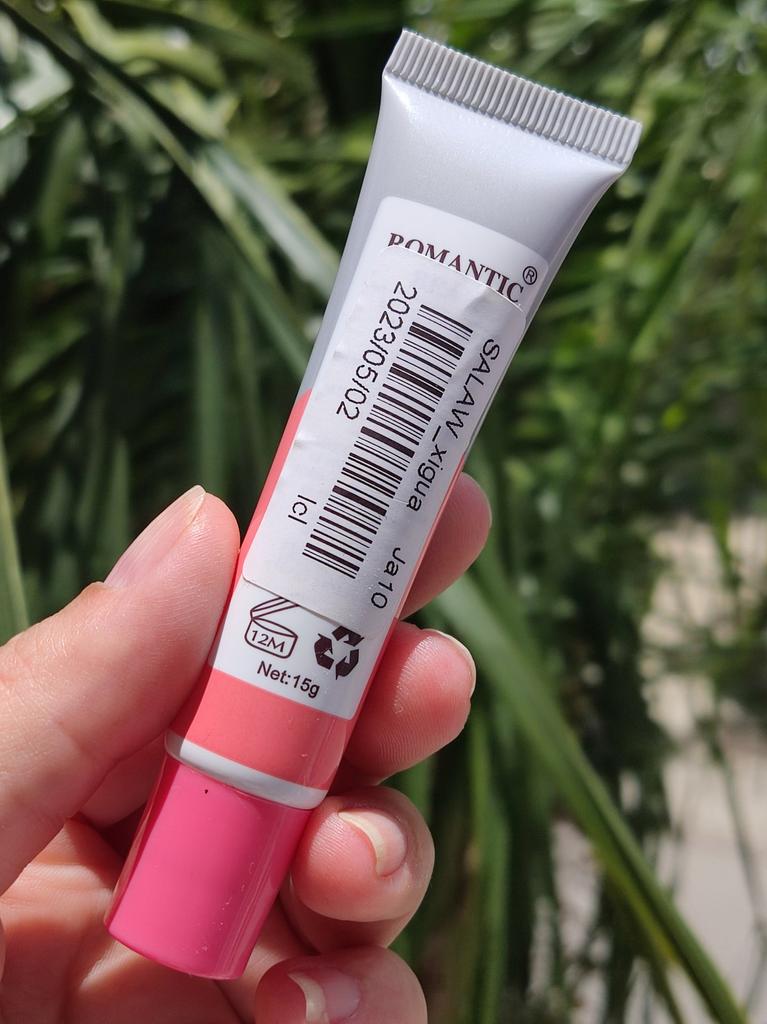 ROMANTIC®
SALAW_xigua Ja10
2023/05/02
lcl
12M
Net:15g